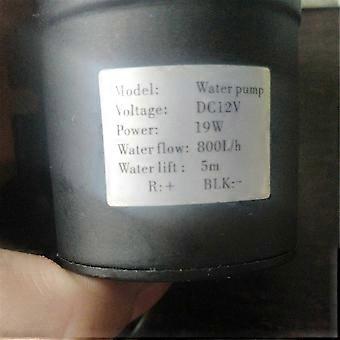 Model: Water pump
Voltage: DC12V
Power: 19W
Water flow: 800L/h
Water lift : 5m
R:+ BLK:-